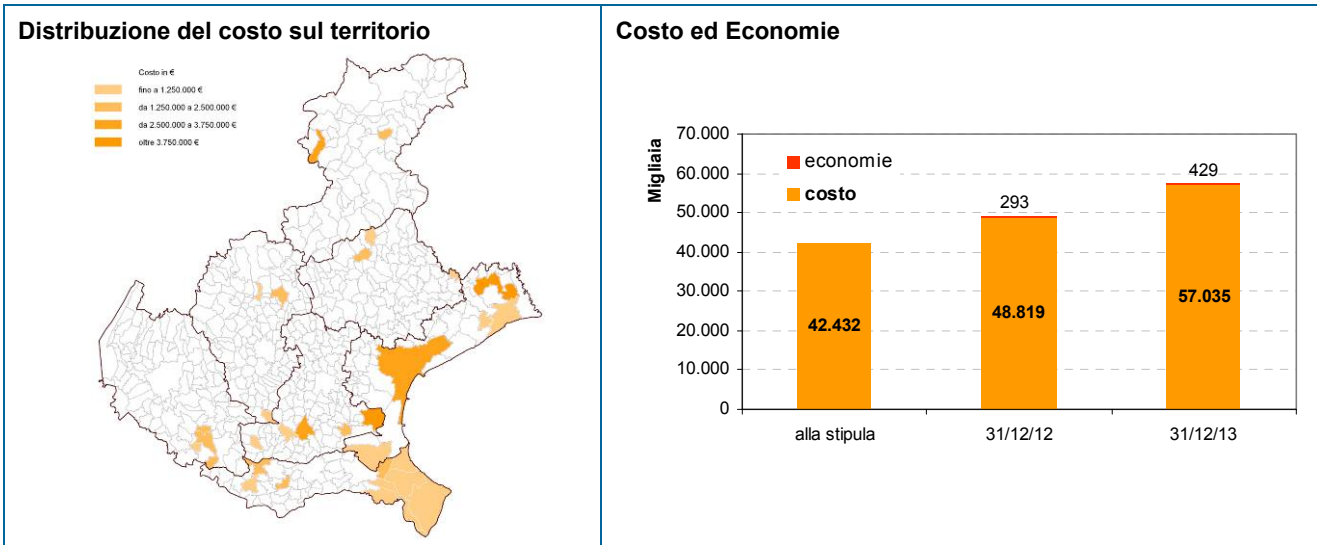 Distribuzione del costo sul territorio
Costo in €
fino a 1.250.000 €
da 1.250.000 a 2.500.000 €
da 2.500.000 a 3.750.000 €
oltre 3.750.000 €
Costo ed Economie
Migliaia
70.000
60.000
50.000
40.000
30.000
20.000
10.000
0
economie
costo
293
429
42.432
48.819
57.035
alla stipula
31/12/12
31/12/13